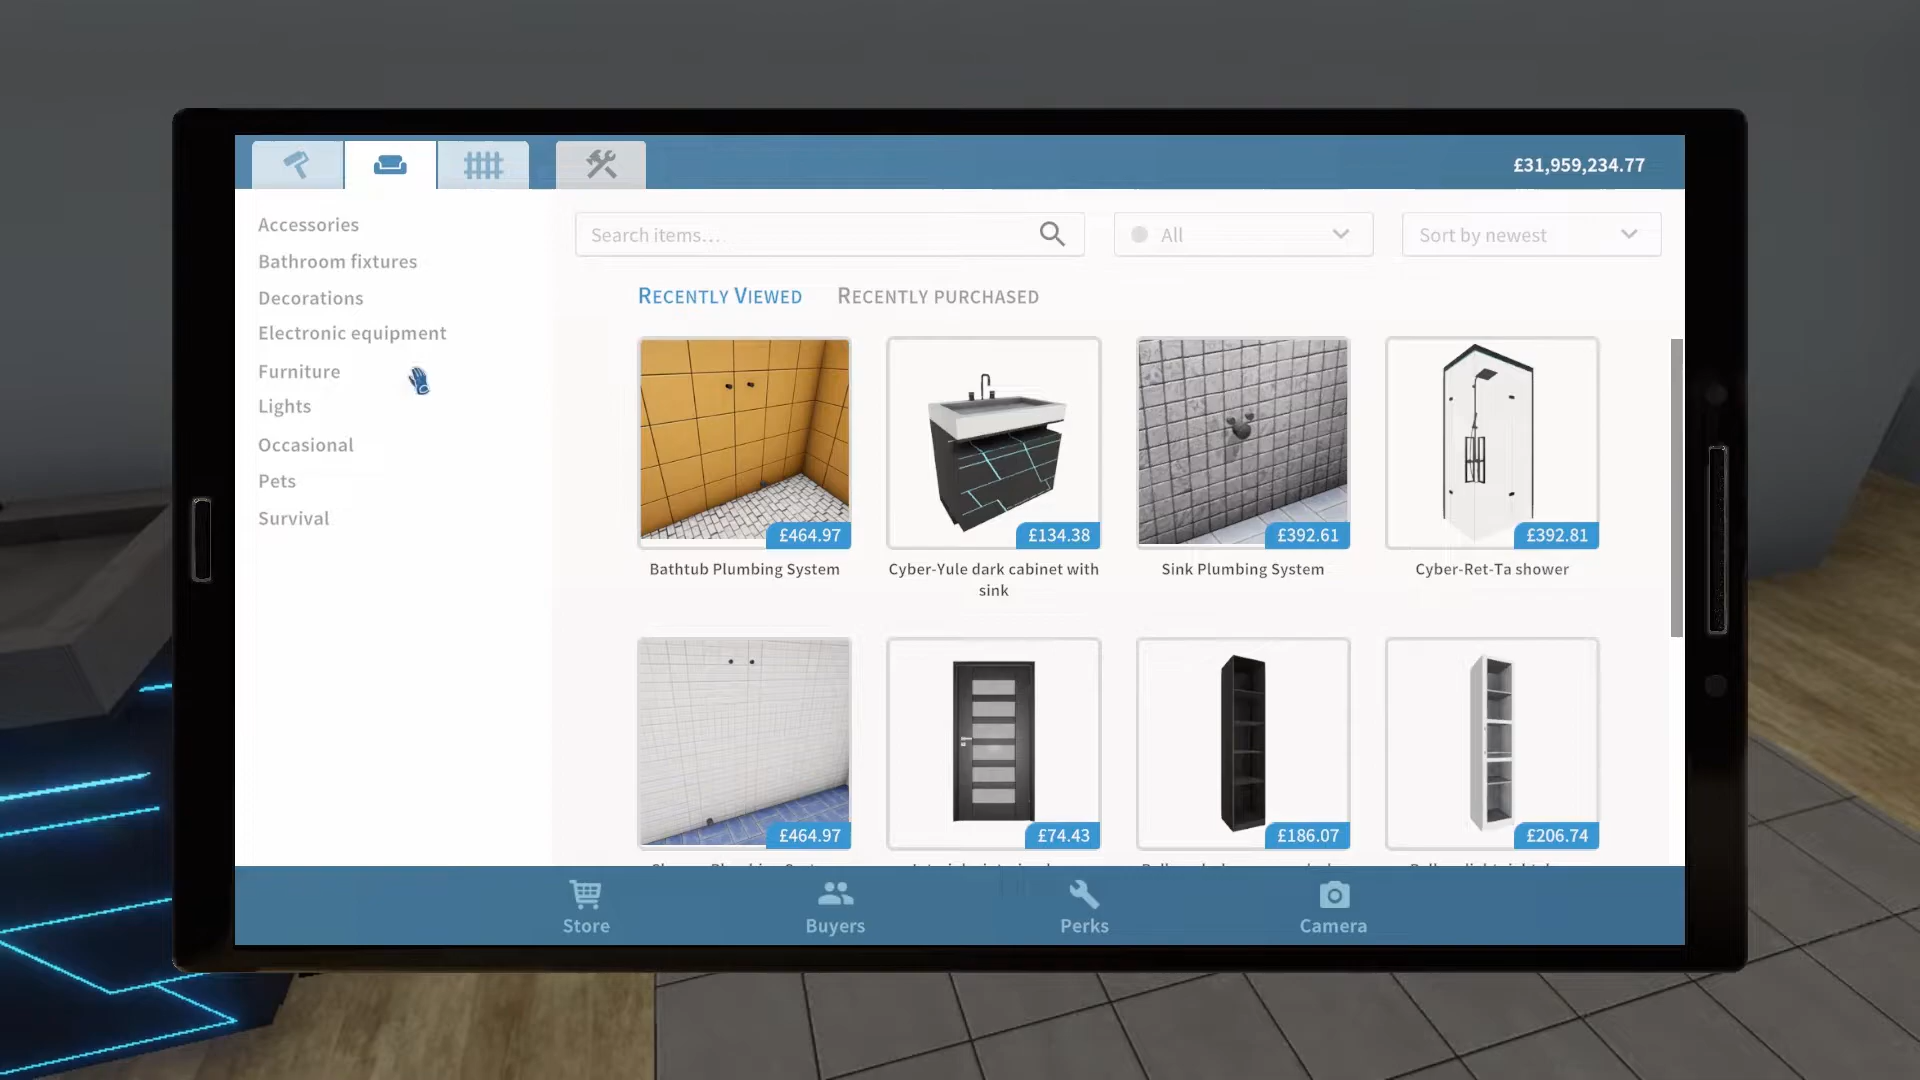 £31,959,234.77
Accessories
Bathroom fixtures
Decorations
Electronic equipment
Furniture
Lights
Occasional
Pets
Survival
Search items...
All
Sort by newest
RECENTLY VIEWED
RECENTLY PURCHASED
£464.97
£134.38
£392.61
£392.81
Bathtub Plumbing System
Cyber-Yule dark cabinet with
sink
Sink Plumbing System
Cyber-Ret-Ta shower
£464.97
£74.43
£186.07
£206.74
Store
Buyers
Perks
Camera